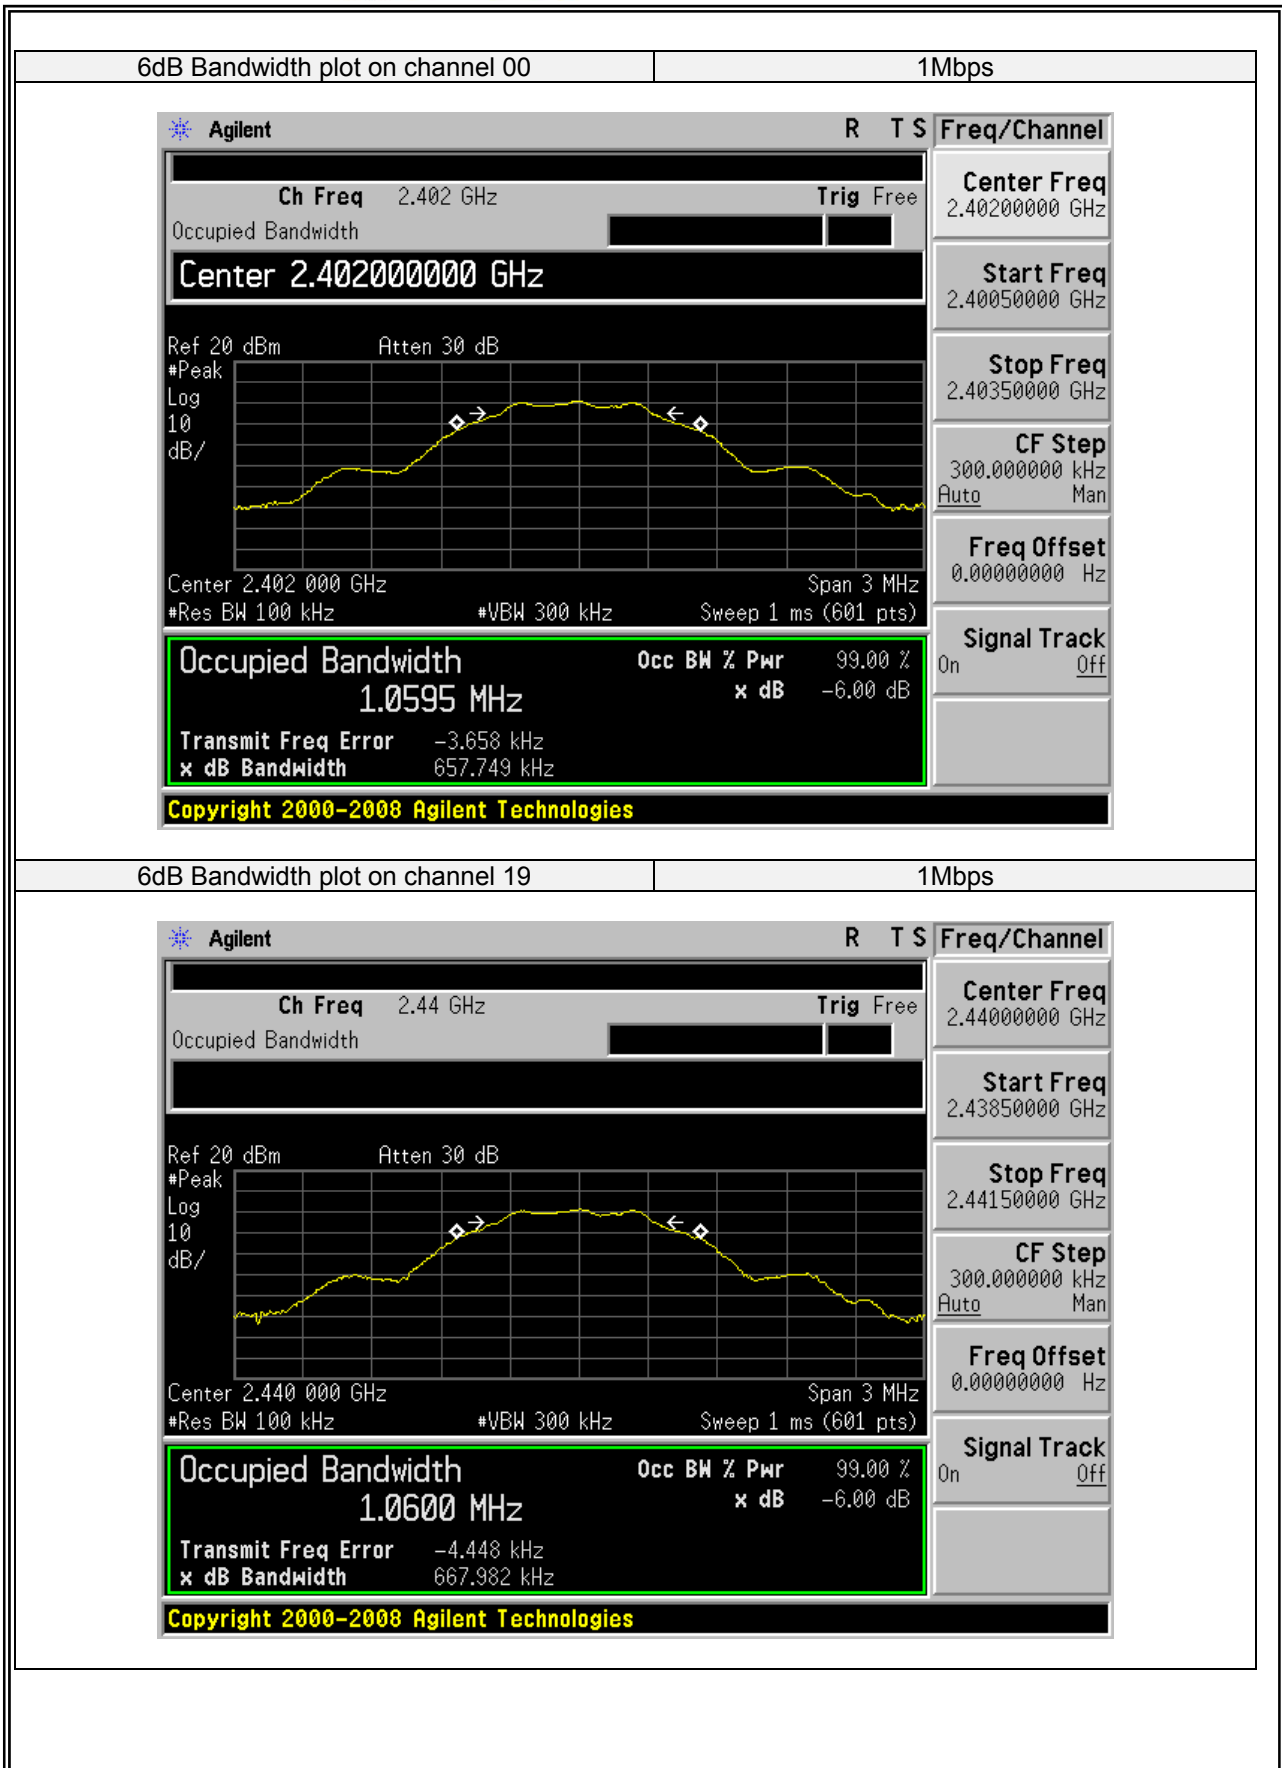 6dB Bandwidth plot on channel 00 1Mbps
Agilent R T S Freq/Channel
Ch Freq 2.402 GHz Trig Free
Occupied Bandwidth
Center 2.402000000 GHz
Center Freq
2.40200000 GHz
Start Freq
2.40050000 GHz
Stop Freq
2.40350000 GHz
CF Step
300.000000 kHz
Auto Man
Freq Offset
0.00000000 Hz
Signal Track
On Off
Ref 20 dBm Atten 30 dB
#Peak
Log
10
dB/
Center 2.402 000 GHz Span 3 MHz
#Res BW 100 kHz #VBW 300 kHz Sweep 1 ms (601 pts)
Occupied Bandwidth Occ BW % Pwr 99.00 %
1.0595 MHz x dB -6.00 dB
Transmit Freq Error -3.658 kHz
x dB Bandwidth 657.749 kHz
Copyright 2000-2008 Agilent Technologies
6dB Bandwidth plot on channel 19 1Mbps
Agilent R T S Freq/Channel
Ch Freq 2.44 GHz Trig Free
Occupied Bandwidth
Center Freq
2.44000000 GHz
Start Freq
2.43850000 GHz
Stop Freq
2.44150000 GHz
CF Step
300.000000 kHz
Auto Man
Freq Offset
0.00000000 Hz
Signal Track
On Off
Ref 20 dBm Atten 30 dB
#Peak
Log
10
dB/
Center 2.440 000 GHz Span 3 MHz
#Res BW 100 kHz #VBW 300 kHz Sweep 1 ms (601 pts)
Occupied Bandwidth Occ BW % Pwr 99.00 %
1.0600 MHz x dB -6.00 dB
Transmit Freq Error -4.448 kHz
x dB Bandwidth 667.982 kHz
Copyright 2000-2008 Agilent Technologies